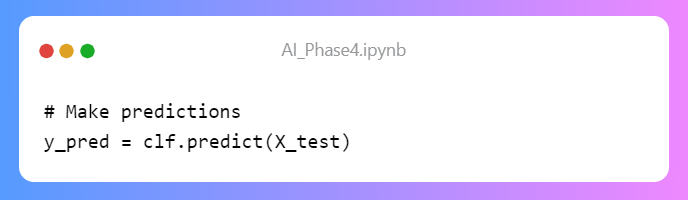 AI_Phase4.ipynb
# Make predictions
y_pred = clf.predict(X_test)